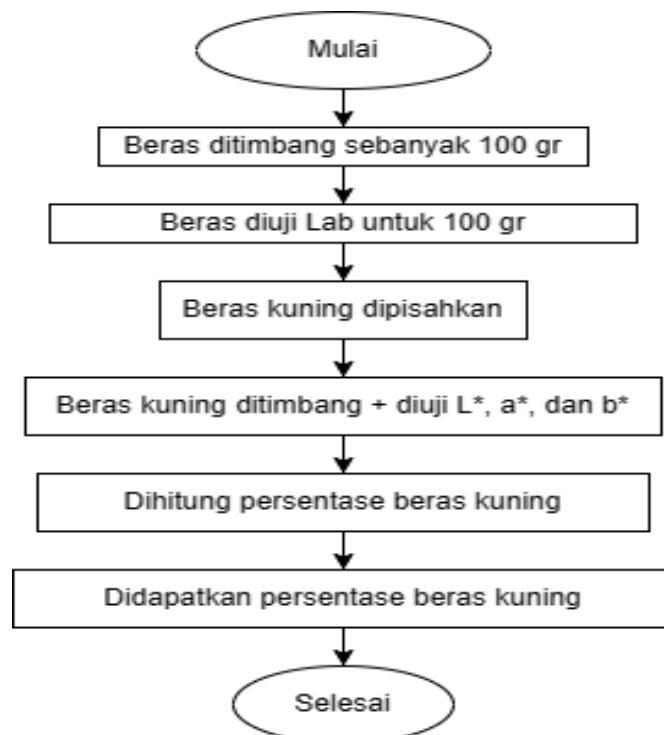 Mulai
Beras ditimbang sebanyak 100 gr
Beras diuji Lab untuk 100 gr
Beras kuning dipisahkan
Beras kuning ditimbang + diuji L*, a*, dan b*
Dihitung persentase beras kuning
Didapatkan persentase beras kuning
Selesai